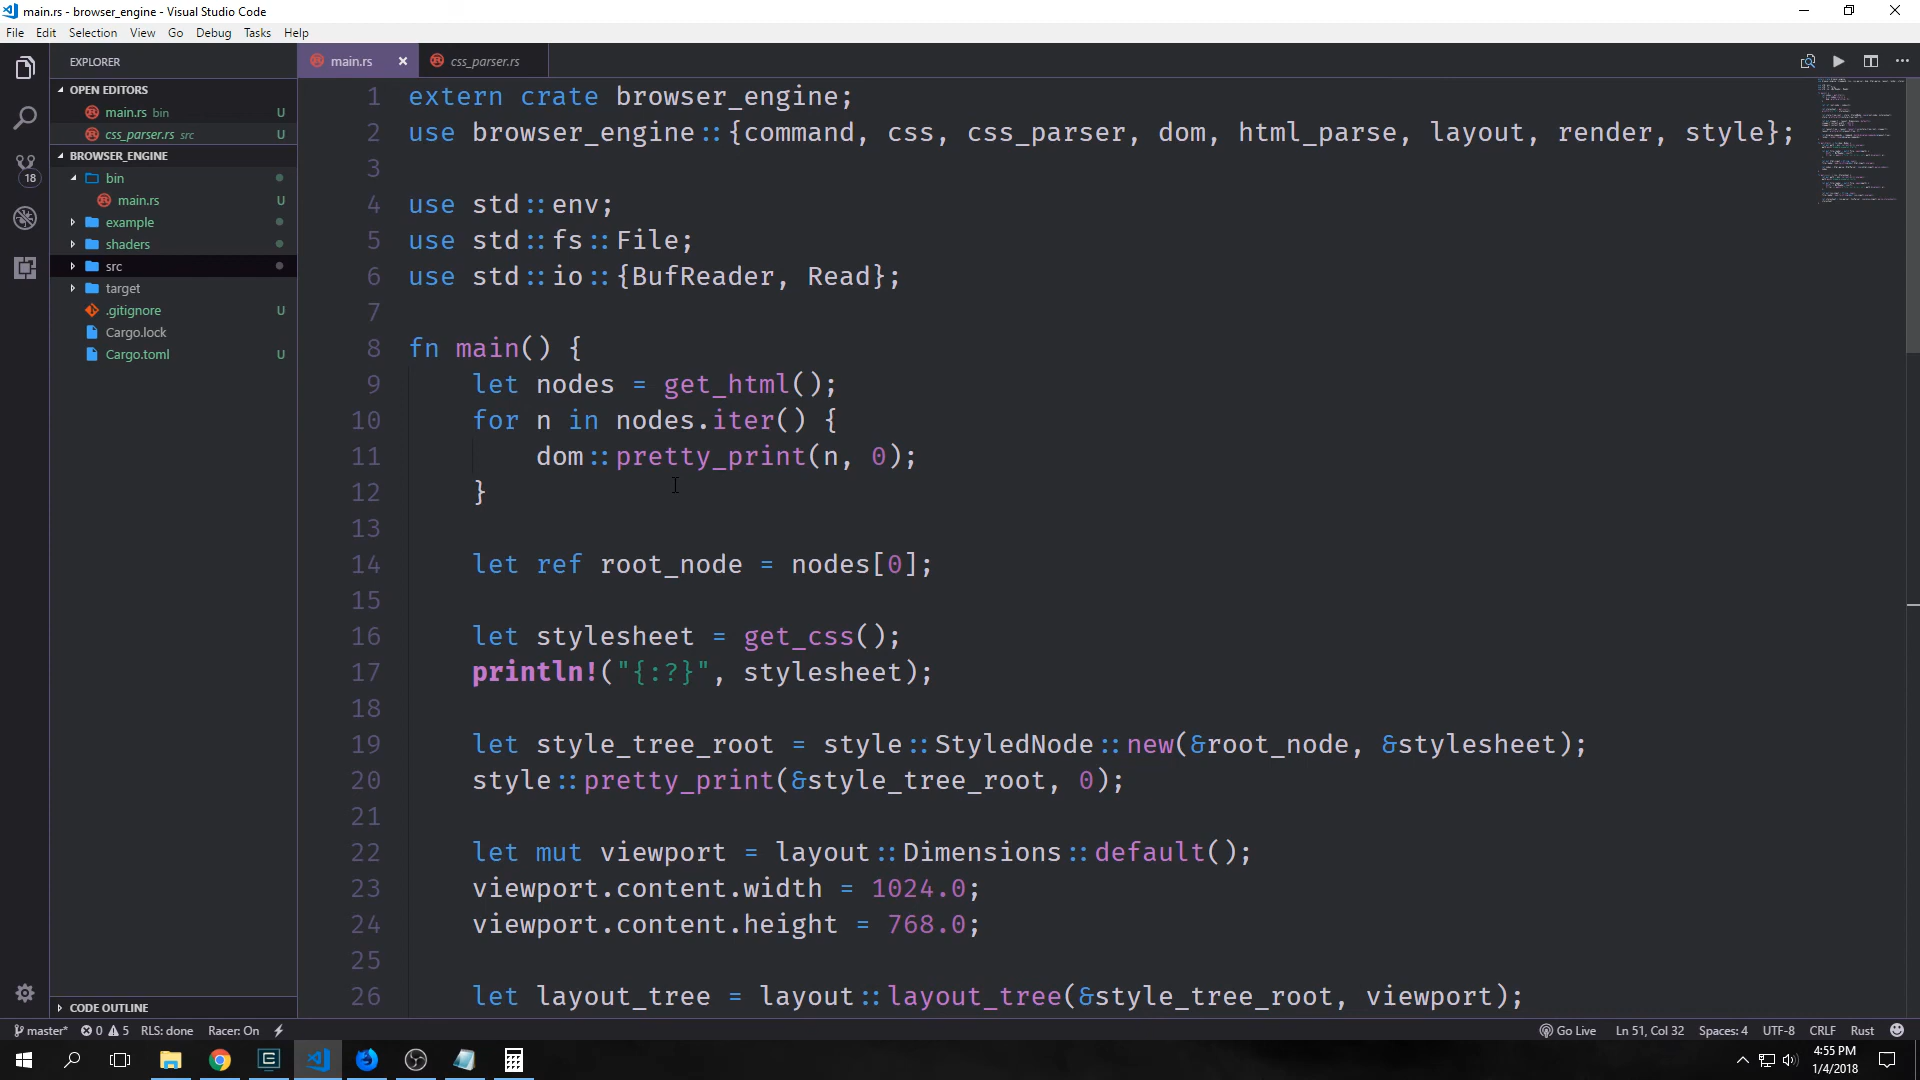 main.rs - browser_engine - Visual Studio Code
File Edit Selection View Go Debug Tasks Help
EXPLORER
OPEN EDITORS
main.rs bin U
css_parser.rs src U
BROWSER_ENGINE
bin
main.rs U
example
shaders
src
target
.gitignore U
Cargo.lock
Cargo.toml U
CODE OUTLINE
18
main.rs css_parser.rs
1 extern crate browser_engine;
2 use browser_engine::{command, css, css_parser, dom, html_parse, layout, render, style};
3
4 use std::env;
5 use std::fs::File;
6 use std::io::{BufReader, Read};
7
8 fn main() {
9 let nodes = get_html();
10 for n in nodes.iter() {
11 dom::pretty_print(n, 0);
12 }
13
14 let ref root_node = nodes[0];
15
16 let stylesheet = get_css();
17 println!("{:?}", stylesheet);
18
19 let style_tree_root = style::StyledNode::new(&root_node, &stylesheet);
20 style::pretty_print(&style_tree_root, 0);
21
22 let mut viewport = layout::Dimensions::default();
23 viewport.content.width = 1024.0;
24 viewport.content.height = 768.0;
25
26 let layout_tree = layout::layout_tree(&style_tree_root, viewport);
master* 0 5 RLS: done Racer: On Go Live Ln 51, Col 32 Spaces: 4 UTF-8 CRLF Rust
4:55 PM
1/4/2018